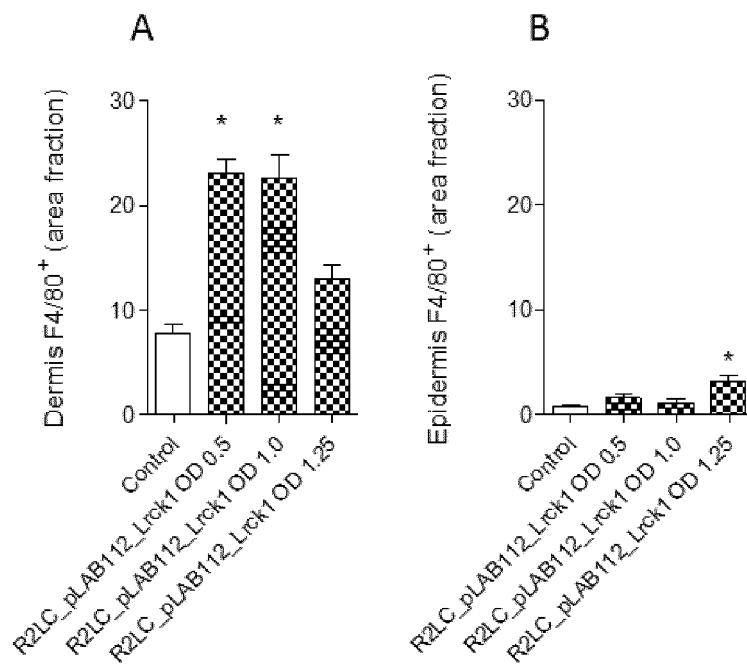 A
Dermis F4/80⁺ (area fraction)
30
20
10
0
*
*
Control
R2LC_pLAB112_Lrck1 OD 0.5
R2LC_pLAB112_Lrck1 OD 1.0
R2LC_pLAB112_Lrck1 OD 1.25
B
Epidermis F4/80⁺ (area fraction)
30
20
10
0
*
Control
R2LC_pLAB112_Lrck1 OD 0.5
R2LC_pLAB112_Lrck1 OD 1.0
R2LC_pLAB112_Lrck1 OD 1.25